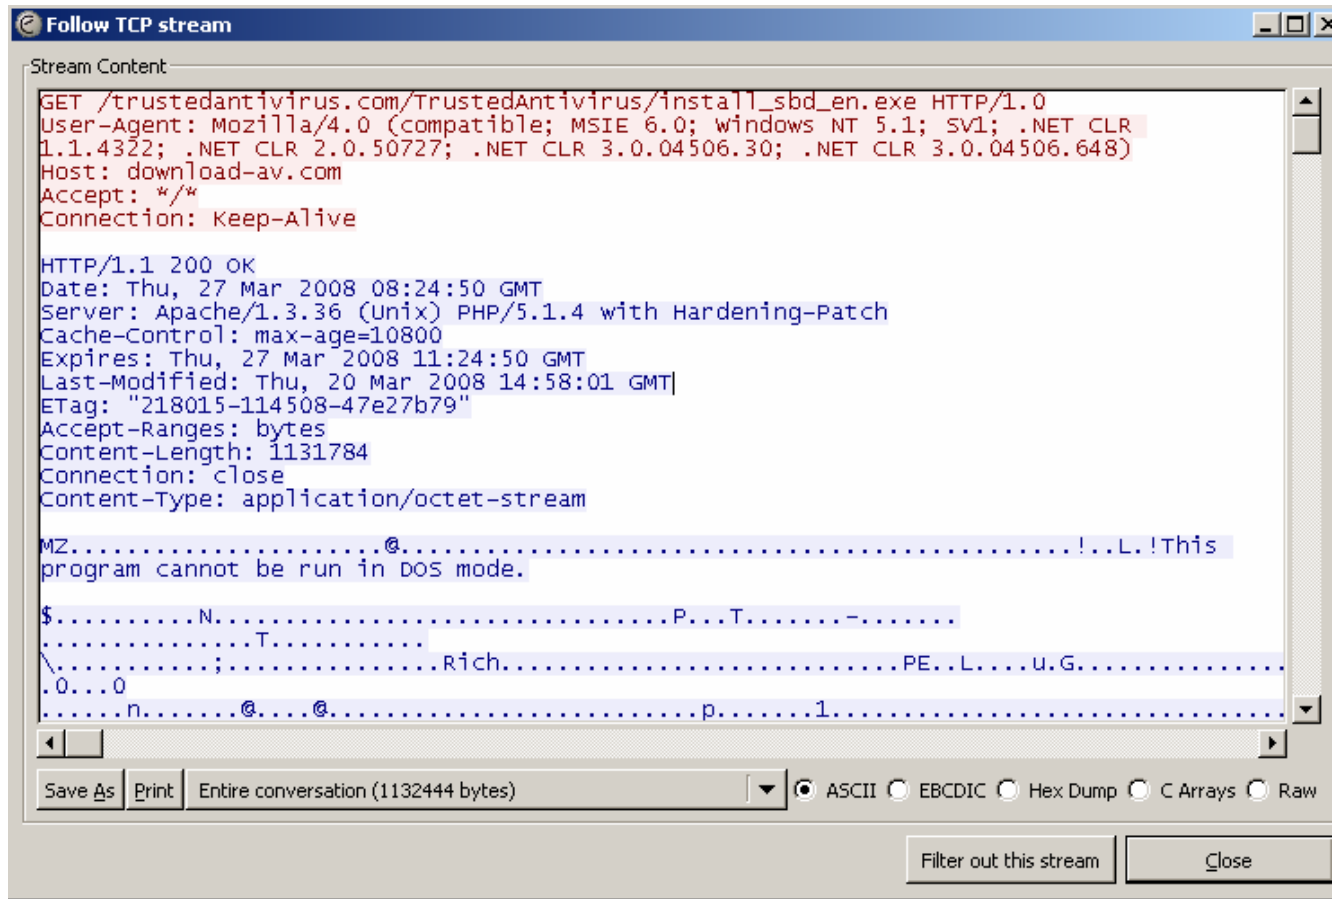 Follow TCP stream
Stream Content
GET /trustedantivirus.com/TrustedAntivirus/install_sbd_en.exe HTTP/1.0
User-Agent: Mozilla/4.0 (compatible; MSIE 6.0; Windows NT 5.1; SV1; .NET CLR
1.1.4322; .NET CLR 2.0.50727; .NET CLR 3.0.04506.30; .NET CLR 3.0.04506.648)
Host: download-av.com
Accept: */*
Connection: Keep-Alive
HTTP/1.1 200 OK
Date: Thu, 27 Mar 2008 08:24:50 GMT
Server: Apache/1.3.36 (Unix) PHP/5.1.4 with Hardening-Patch
Cache-Control: max-age=10800
Expires: Thu, 27 Mar 2008 11:24:50 GMT
Last-Modified: Thu, 20 Mar 2008 14:58:01 GMT
ETag: "218015-114508-47e27b79"
Accept-Ranges: bytes
Content-Length: 1131784
Connection: close
Content-Type: application/octet-stream
MZ......................@...............................................!..L.!This
program cannot be run in DOS mode.
$..........N................................P...T........-.......
...............T...........
\............;...............Rich............................PE..L....u.G...............
.0...0
......n.......@....@..........................p.......1................................
Save As Print Entire conversation (1132444 bytes) ASCII EBCDIC Hex Dump C Arrays Raw
Filter out this stream Close